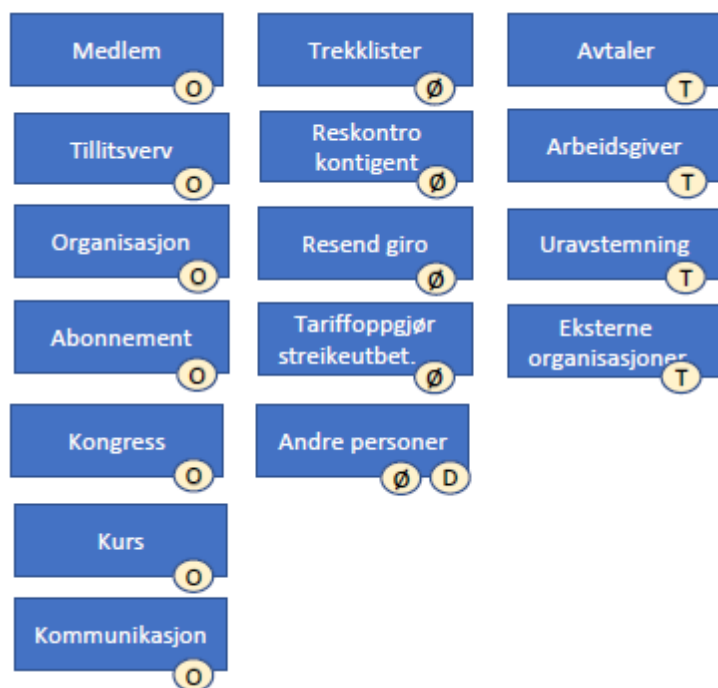 Medlem
O
Trekklister
Ø
Avtaler
T
Tillitsverv
O
Reskontro
kontigent
Ø
Arbeidsgiver
T
Organisasjon
O
Resend giro
Ø
Uravstemning
T
Abonnement
O
Tariffoppgjør
streikeutbet.
Ø
Eksterne
organisasjoner
T
Kongress
O
Andre personer
Ø
D
Kurs
O
Kommunikasjon
O